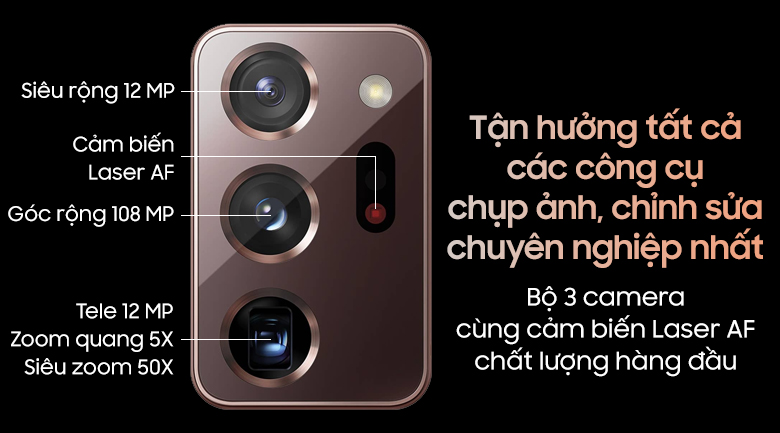 Siêu rộng 12 MP
Cảm biến
Laser AF
Góc rộng 108 MP
Tele 12 MP
Zoom quang 5X
Siêu zoom 50X
Tận hưởng tất cả
các công cụ
chụp ảnh, chỉnh sửa
chuyên nghiệp nhất
Bộ 3 camera
cùng cảm biến Laser AF
chất lượng hàng đầu